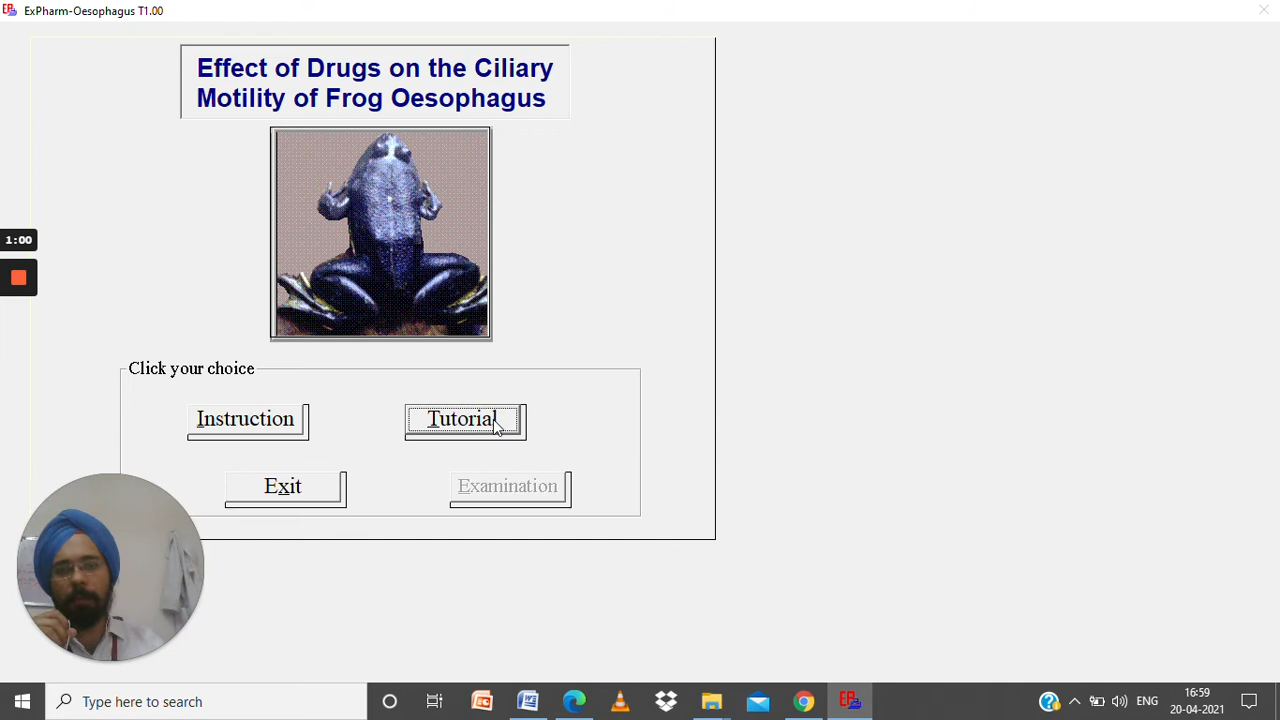 ExPharm-Oesophagus T1.00
Effect of Drugs on the Ciliary
Motility of Frog Oesophagus
1:00
Click your choice
Instruction
Tutorial
Exit
Examination
Type here to search
ENG
16:59
20-04-2021